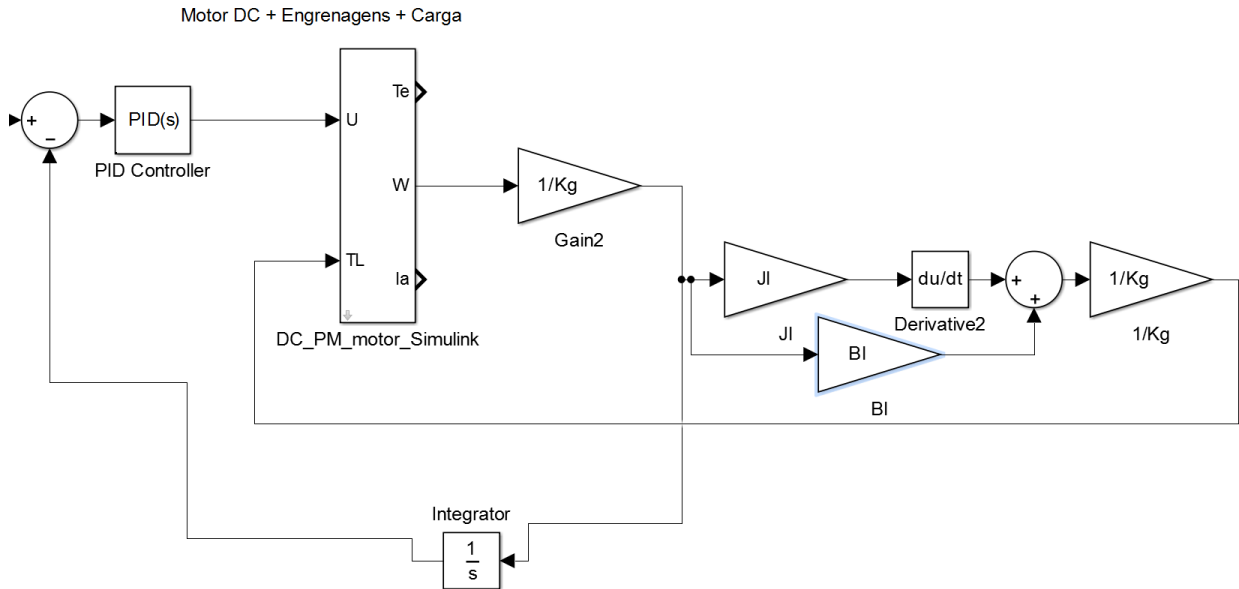 Motor DC + Engrenagens + Carga
+
−
PID(s)
PID Controller
U
TL
Te
W
Ia
DC_PM_motor_Simulink
1/Kg
Gain2
Jl
Jl
du/dt
Derivative2
+
+
1/Kg
1/Kg
Bl
Bl
Integrator
1
s